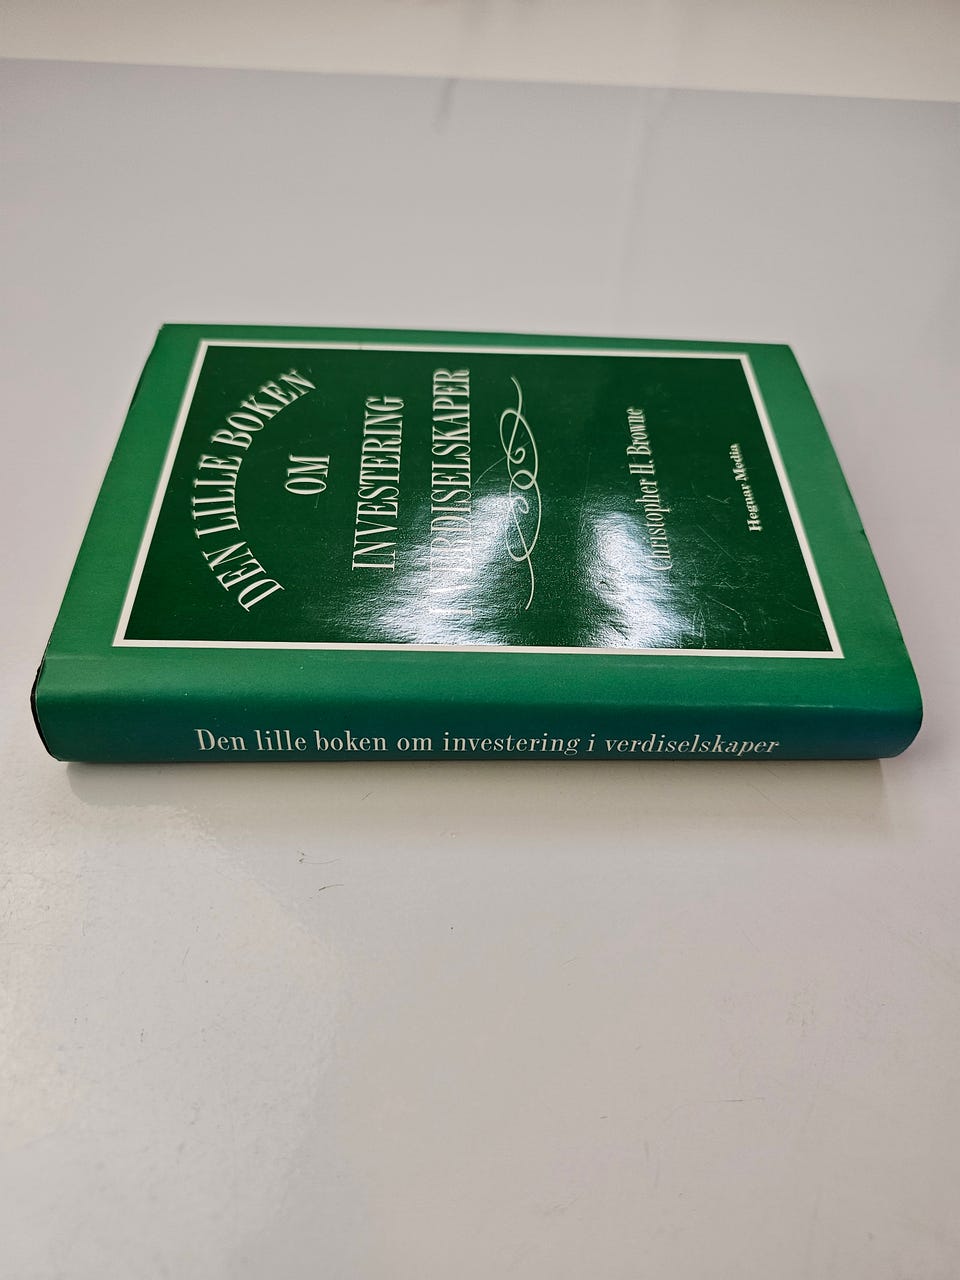 DEN LILLE BOKEN
OM
INVESTERING
I VERDISELSKAPER
Christopher H. Browne
Hegnar Media
Den lille boken om investering i verdiselskaper